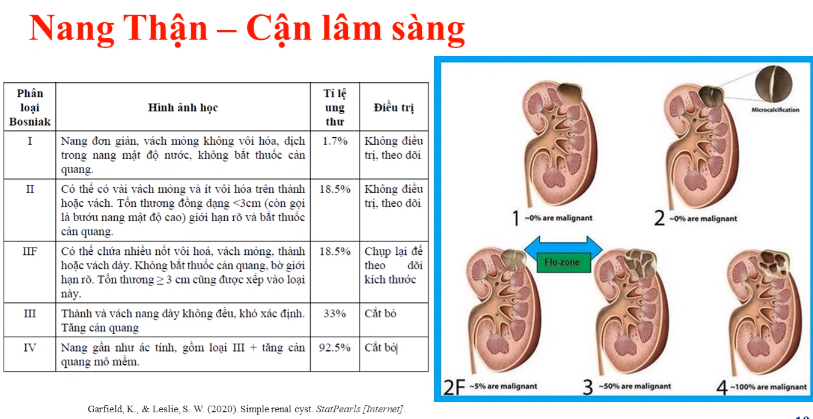 Nang Thận – Cận lâm sàng
Phân loại Bosniak
Hình ảnh học
Tỉ lệ ung thư
Điều trị
I
Nang đơn giản, vách mỏng không vôi hóa, dịch
trong nang mật độ nước, không bắt thuốc cản
quang.
1.7%
Không điều
trị, theo dõi
II
Có thể có vài vách mỏng và ít vôi hóa trên thành
hoặc vách. Tổn thương đồng dạng <3cm (còn gọi
là bướu nang mật độ cao) giới hạn rõ và bắt thuốc
cản quang.
18.5%
Không điều
trị, theo dõi
IIF
Có thể chứa nhiều nốt vôi hoá, vách mỏng, thành
hoặc vách dày. Không bắt thuốc cản quang, bờ giới
hạn rõ. Tổn thương ≥ 3 cm cũng được xếp vào loại
này.
18.5%
Chụp lại để
theo dõi
kích thước
III
Thành và vách nang dày không đều, khó xác định.
Tăng cản quang
33%
Cắt bỏ
IV
Nang gần như ác tính, gồm loại III + tăng cản
quang mô mềm.
92.5%
Cắt bỏ
Microcalcification
1 ~0% are malignant
2 ~0% are malignant
Flu-zone
2F ~5% are malignant
3 ~50% are malignant
4 ~100% are malignant
Garfield, K., & Leslie, S. W. (2020). Simple renal cyst. StatPearls [Internet].